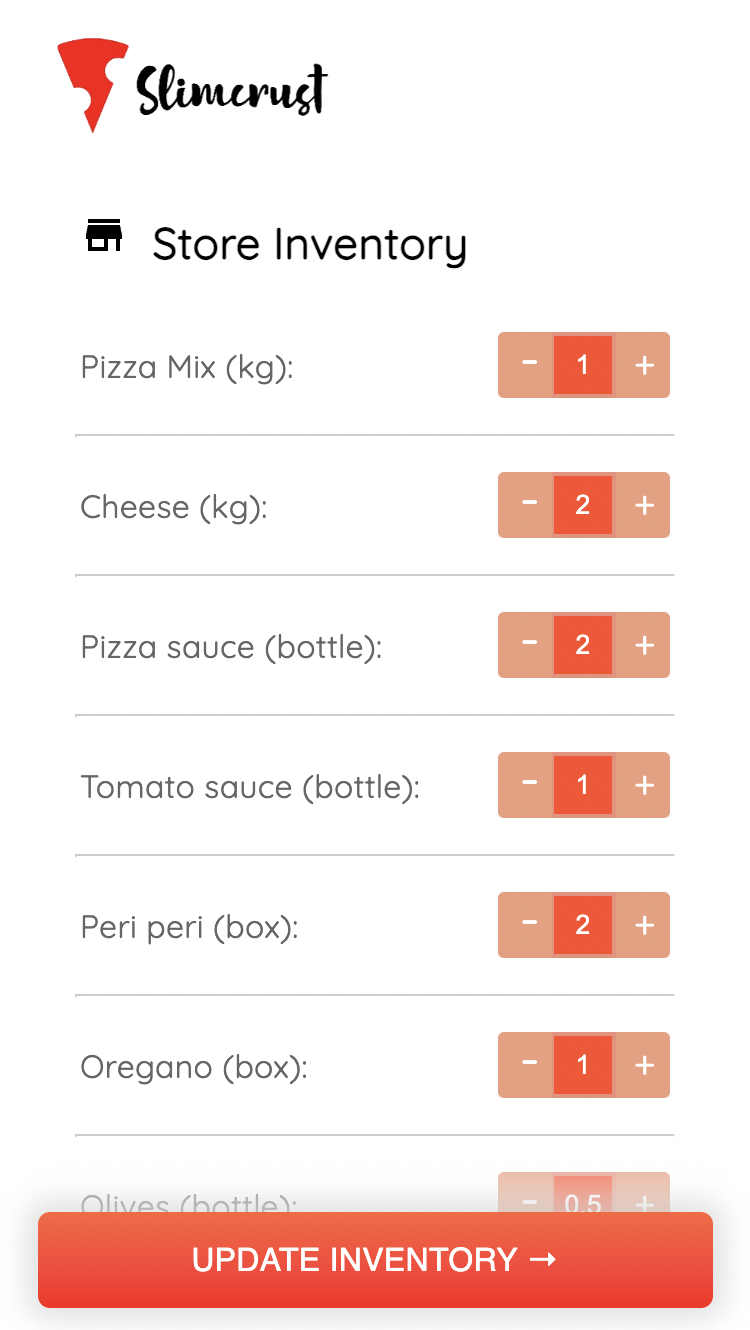 Slimcrust
Store Inventory
Pizza Mix (kg): - 1 +
Cheese (kg): - 2 +
Pizza sauce (bottle): - 2 +
Tomato sauce (bottle): - 1 +
Peri peri (box): - 2 +
Oregano (box): - 1 +
Olives (bottle): - 0.5 +
UPDATE INVENTORY →